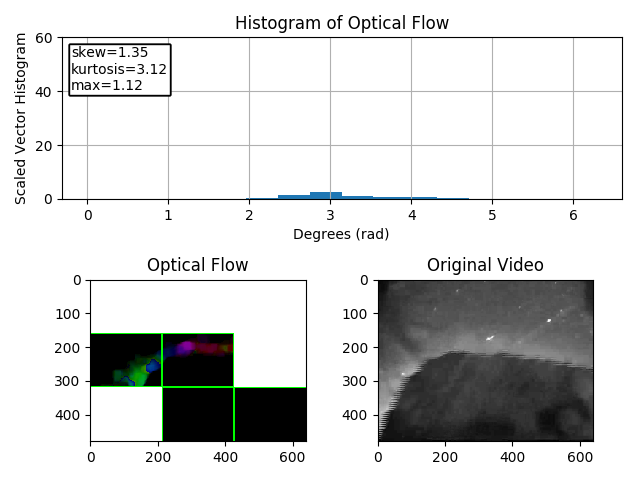 Histogram of Optical Flow
Scaled Vector Histogram
60
40
20
0
skew=1.35
kurtosis=3.12
max=1.12
0 1 2 3 4 5 6
Degrees (rad)
Optical Flow
0
100
200
300
400
0 200 400 600
Original Video
0
100
200
300
400
0 200 400 600